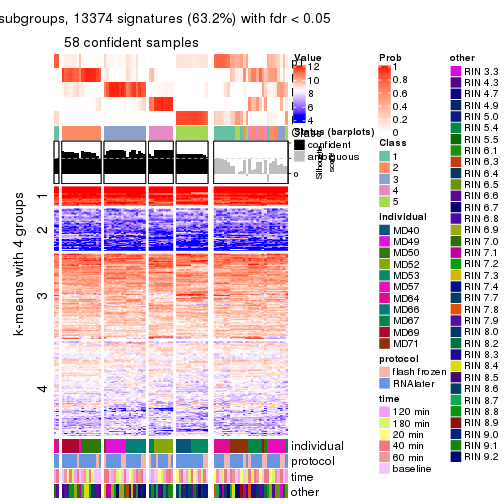 subgroups, 13374 signatures (63.2%) with fdr < 0.05
58 confident samples
k-means with 4 groups
1
2
3
4
Class
individual
protocol
time
other
Value
12
10
8
6
4
Status (barplots)
confident
ambiguous
Silhouette
score
0
Prob
1
0.8
0.6
0.4
0.2
0
Class
1
2
3
4
5
individual
MD40
MD49
MD50
MD52
MD53
MD57
MD64
MD66
MD67
MD69
MD71
protocol
flash frozen
RNAlater
time
120 min
180 min
20 min
40 min
60 min
baseline
other
RIN 3.3
RIN 4.3
RIN 4.7
RIN 4.9
RIN 5.0
RIN 5.4
RIN 5.5
RIN 6.1
RIN 6.3
RIN 6.4
RIN 6.5
RIN 6.6
RIN 6.7
RIN 6.8
RIN 6.9
RIN 7.0
RIN 7.1
RIN 7.2
RIN 7.3
RIN 7.4
RIN 7.7
RIN 7.8
RIN 7.9
RIN 8.0
RIN 8.2
RIN 8.3
RIN 8.4
RIN 8.5
RIN 8.6
RIN 8.7
RIN 8.8
RIN 8.9
RIN 9.0
RIN 9.1
RIN 9.2